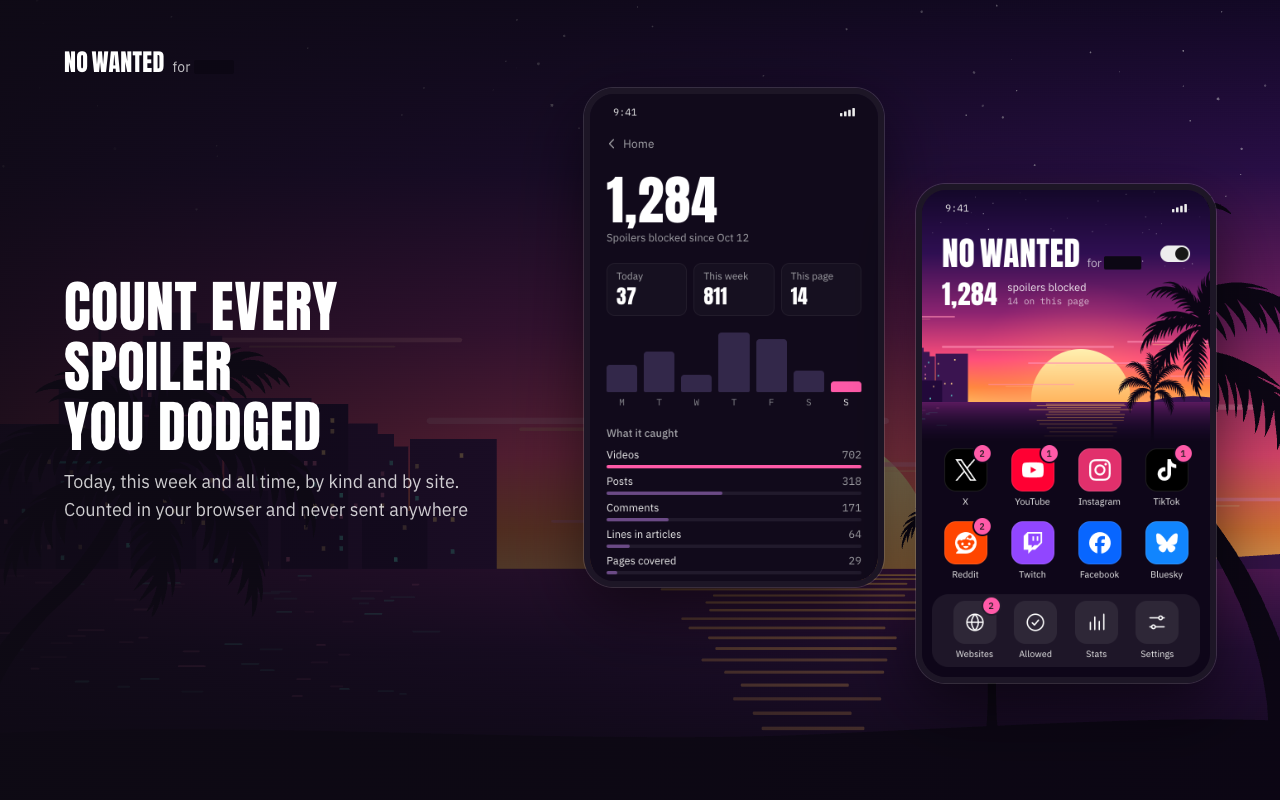 NO WANTED for
COUNT EVERY
SPOILER
YOU DODGED
Today, this week and all time, by kind and by site.
Counted in your browser and never sent anywhere
9:41
Home
1,284
Spoilers blocked since Oct 12
Today
37
This week
811
This page
14
M T W T F S S
What it caught
Videos 702
Posts 318
Comments 171
Lines in articles 64
Pages covered 29
9:41
NO WANTED for
1,284 spoilers blocked
14 on this page
2 1 1
X YouTube Instagram TikTok
2
Reddit Twitch Facebook Bluesky
2
Websites Allowed Stats Settings